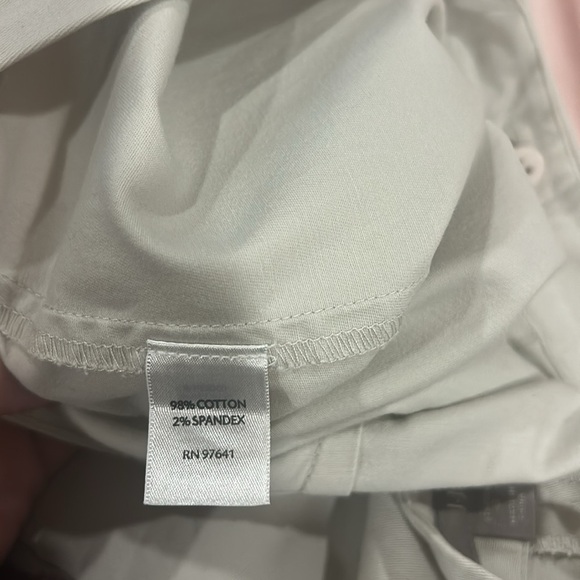 98% COTTON
2% SPANDEX
RN 97641